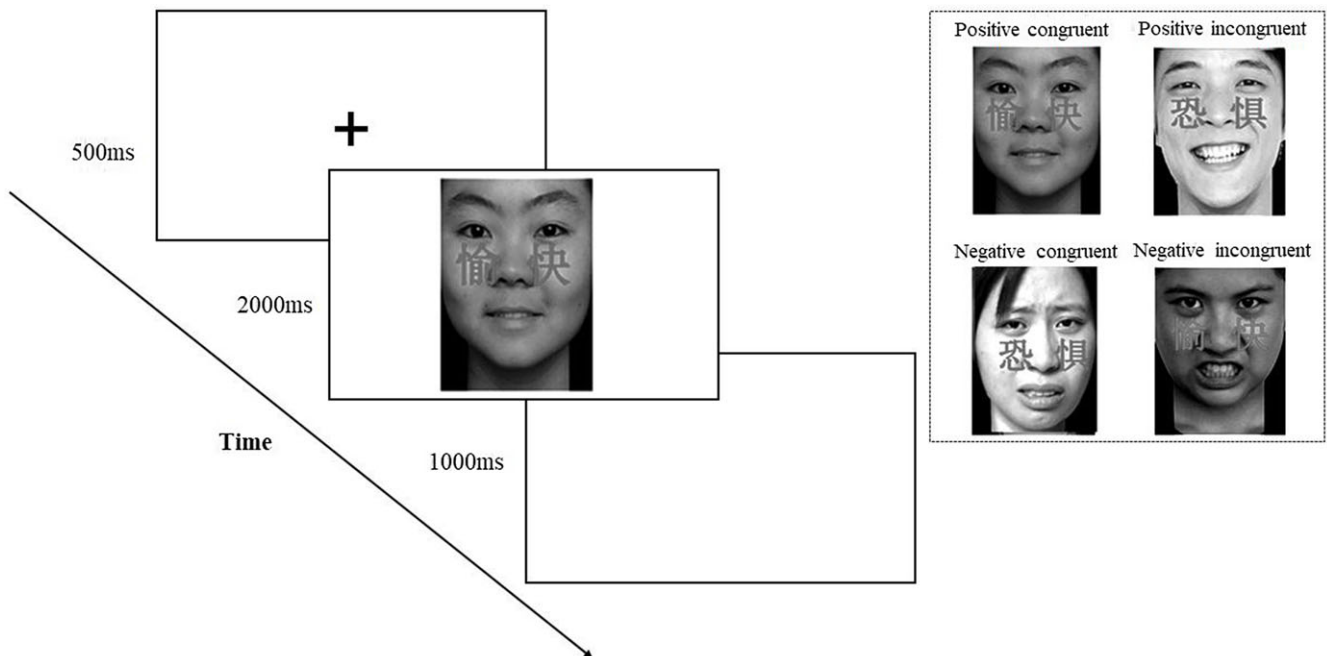 +
500ms
愉 快
2000ms
Time
1000ms
Positive congruent
Positive incongruent
愉 快
恐 惧
Negative congruent
Negative incongruent
恐 惧
愉 快